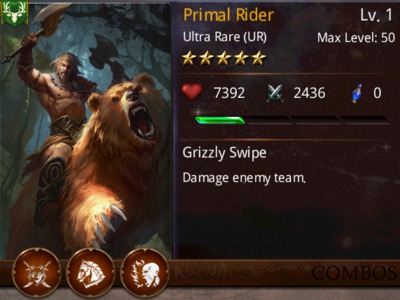 Primal Rider
Lv. 1
Ultra Rare (UR)
Max Level: 50
7392
2436
0
Grizzly Swipe
Damage enemy team.
COMBOS